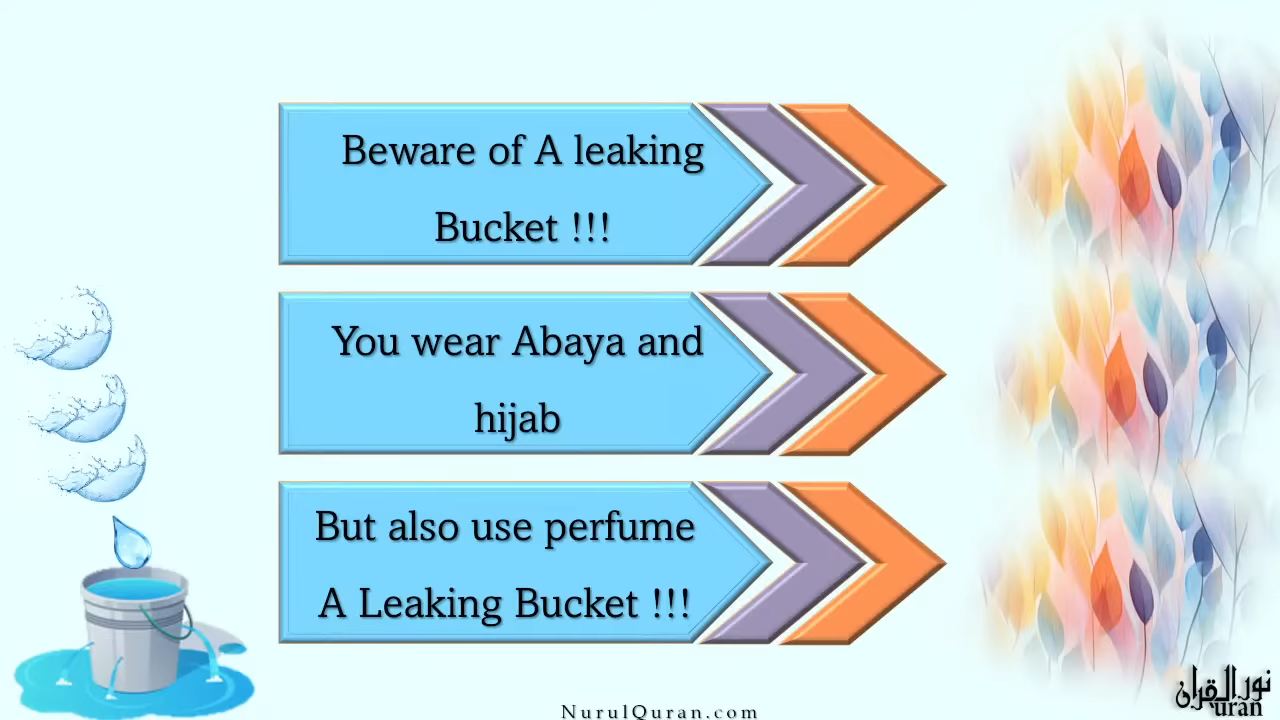 Beware of A leaking
Bucket !!!
You wear Abaya and
hijab
But also use perfume
A Leaking Bucket !!!
نور القرآن
uran
NurulQuran.com